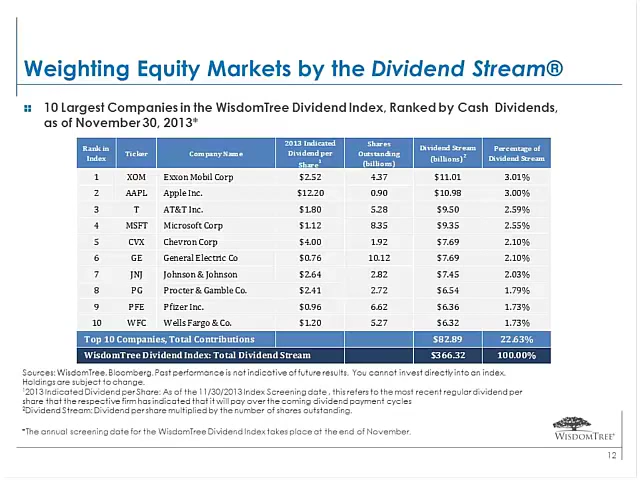 Weighting Equity Markets by the Dividend Stream®
10 Largest Companies in the WisdomTree Dividend Index, Ranked by Cash Dividends,
as of November 30, 2013*
Rank in Index Ticker Company Name 2013 Indicated Dividend per Share1 Shares Outstanding (billions) Dividend Stream (billions)2 Percentage of Dividend Stream
1 XOM Exxon Mobil Corp $2.52 4.37 $11.01 3.01%
2 AAPL Apple Inc. $12.20 0.90 $10.98 3.00%
3 T AT&T Inc. $1.80 5.28 $9.50 2.59%
4 MSFT Microsoft Corp $1.12 8.35 $9.35 2.55%
5 CVX Chevron Corp $4.00 1.92 $7.69 2.10%
6 GE General Electric Co $0.76 10.12 $7.69 2.10%
7 JNJ Johnson & Johnson $2.64 2.82 $7.45 2.03%
8 PG Procter & Gamble Co. $2.41 2.72 $6.54 1.79%
9 PFE Pfizer Inc. $0.96 6.62 $6.36 1.73%
10 WFC Wells Fargo & Co. $1.20 5.27 $6.32 1.73%
Top 10 Companies, Total Contributions $82.89 22.63%
WisdomTree Dividend Index: Total Dividend Stream $366.32 100.00%
Sources: WisdomTree, Bloomberg. Past performance is not indicative of future results. You cannot invest directly into an index.
Holdings are subject to change.
12013 Indicated Dividend per Share: As of the 11/30/2013 Index Screening date, this refers to the most recent regular dividend per
share that the respective firm has indicated that it will pay over the coming dividend payment cycles
2Dividend Stream: Dividend per share multiplied by the number of shares outstanding.
*The annual screening date for the WisdomTree Dividend Index takes place at the end of November.
WISDOMTREE®
12